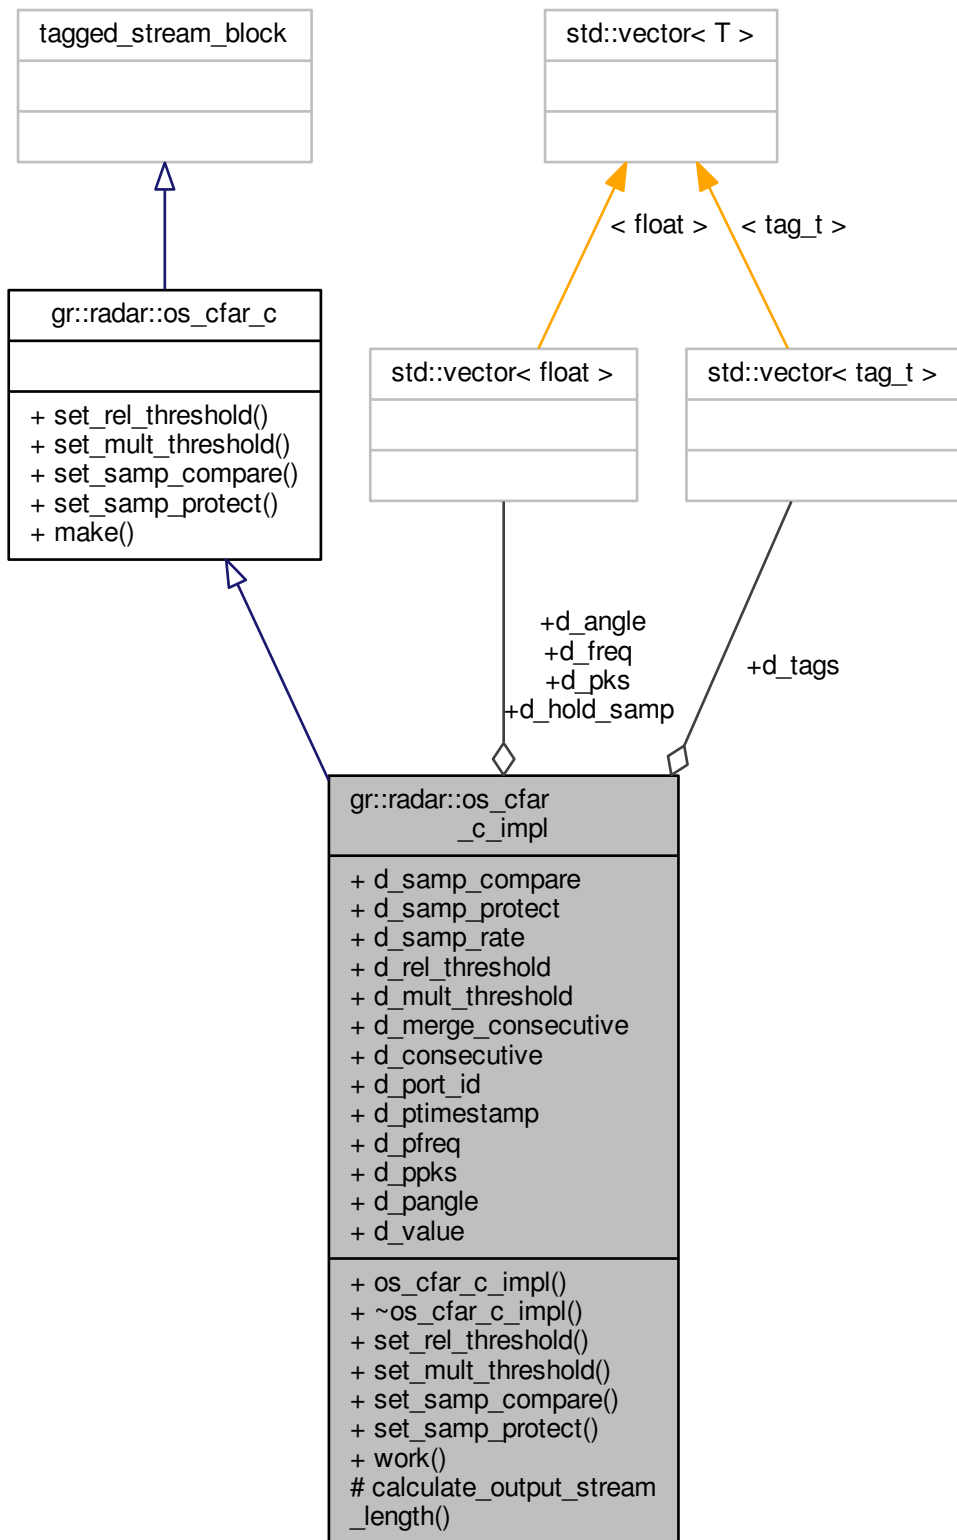 tagged_stream_block
std::vector< T >
< float >
< tag_t >
gr::radar::os_cfar_c
+ set_rel_threshold()
+ set_mult_threshold()
+ set_samp_compare()
+ set_samp_protect()
+ make()
std::vector< float >
std::vector< tag_t >
+d_angle
+d_freq
+d_pks
+d_hold_samp
+d_tags
gr::radar::os_cfar
_c_impl
+ d_samp_compare
+ d_samp_protect
+ d_samp_rate
+ d_rel_threshold
+ d_mult_threshold
+ d_merge_consecutive
+ d_consecutive
+ d_port_id
+ d_ptimestamp
+ d_pfreq
+ d_ppks
+ d_pangle
+ d_value
+ os_cfar_c_impl()
+ ~os_cfar_c_impl()
+ set_rel_threshold()
+ set_mult_threshold()
+ set_samp_compare()
+ set_samp_protect()
+ work()
# calculate_output_stream
_length()